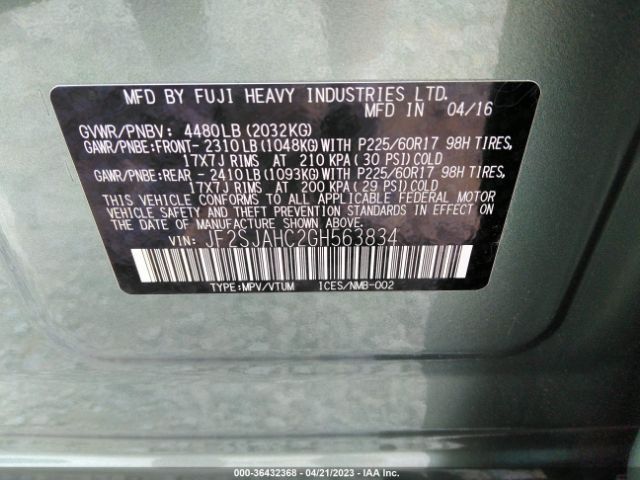 MFD BY FUJI HEAVY INDUSTRIES LTD.
MFD IN 04/16
GVWR/PNBV: 4480LB (2032KG)
GAWR/PNBE:FRONT- 2310LB (1048KG) WITH P225/60R17 98H TIRES,
17X7J RIMS AT 210 KPA (30 PSI) COLD
GAWR/PNBE:REAR - 2410LB (1093KG) WITH P225/60R17 98H TIRES,
17X7J RIMS AT 200 KPA (29 PSI) COLD
THIS VEHICLE CONFORMS TO ALL APPLICABLE FEDERAL MOTOR
VEHICLE SAFETY AND THEFT PREVENTION STANDARDS IN EFFECT ON
THE DATE OF MANUFACTURE SHOWN ABOVE.
VIN: JF2SJAHC2GH563834
TYPE:MPV/VTUM ICES/NMB-002
000-36432368 - 04/21/2023 - IAA Inc.